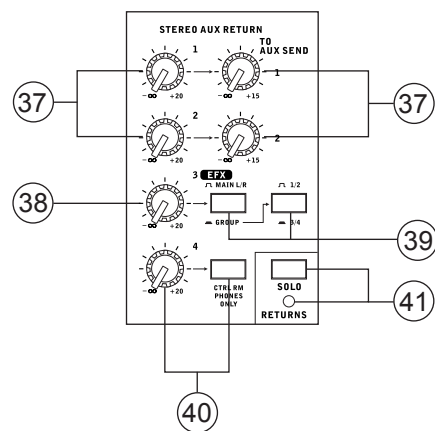 STEREO AUX RETURN
TO
AUX SEND
1
1
-∞ +20
-∞ +15
37
37
2
2
-∞ +20
-∞ +15
3 EFX
MAIN L/R
1/2
38
-∞ +20
GROUP
3/4
39
4
-∞ +20
CTRL RM
PHONES
ONLY
SOLO
41
RETURNS
40